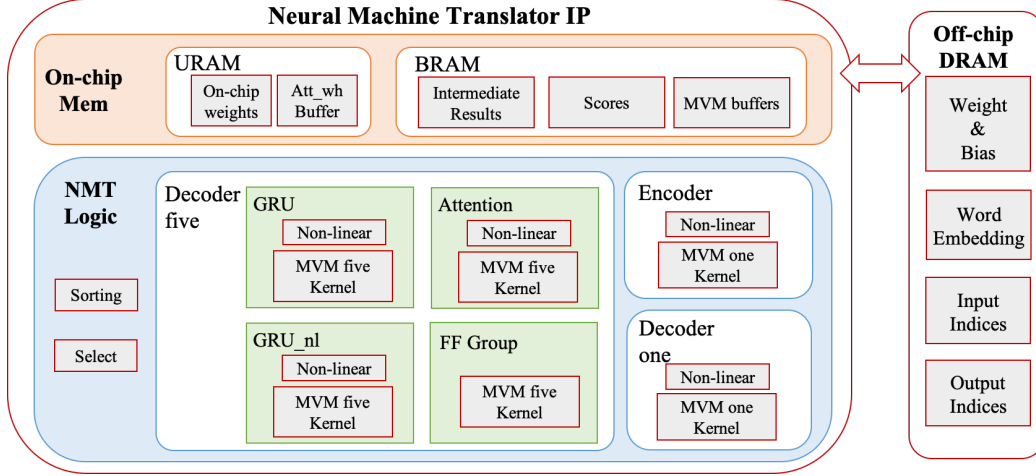 Neural Machine Translator IP
On-chip
Mem
URAM
On-chip
weights
Att_wh
Buffer
BRAM
Intermediate
Results
Scores
MVM buffers
NMT
Logic
Sorting
Select
Decoder
five
GRU
Non-linear
MVM five
Kernel
Attention
Non-linear
MVM five
Kernel
GRU_nl
Non-linear
MVM five
Kernel
FF Group
MVM five
Kernel
Encoder
Non-linear
MVM one
Kernel
Decoder
one
Non-linear
MVM one
Kernel
Off-chip
DRAM
Weight
&
Bias
Word
Embedding
Input
Indices
Output
Indices